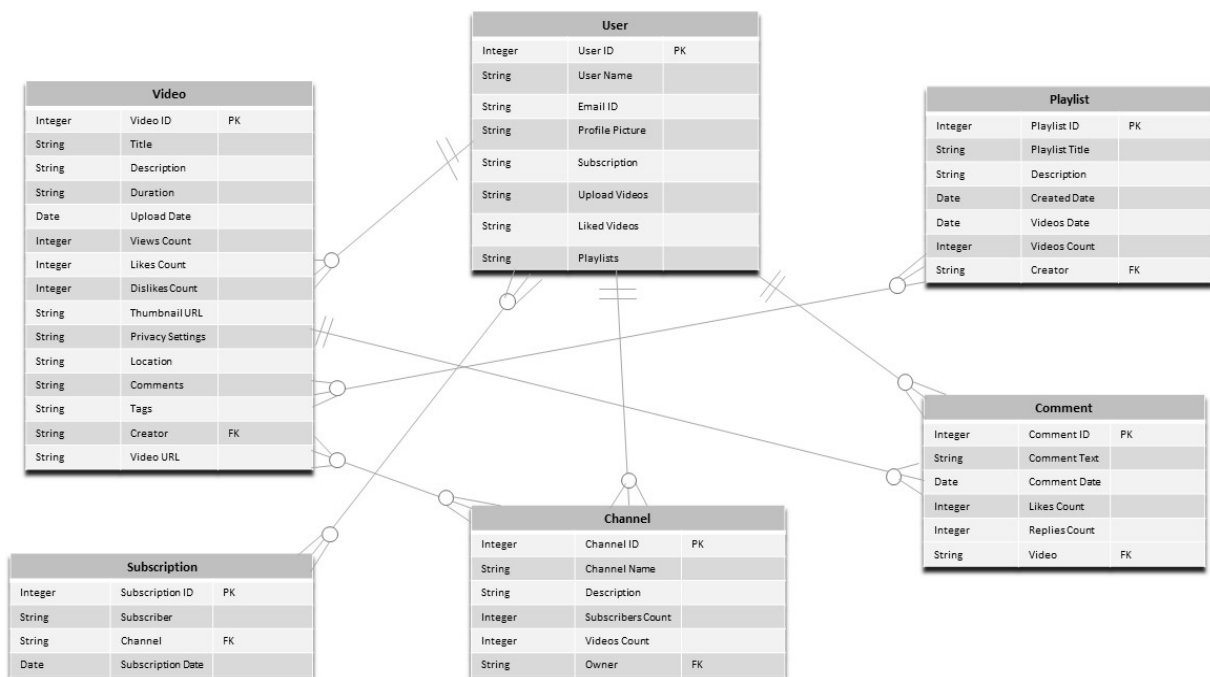 User
Integer User ID PK
String User Name
String Email ID
String Profile Picture
String Subscription
String Upload Videos
String Liked Videos
String Playlists
Video
Integer Video ID PK
String Title
String Description
String Duration
Date Upload Date
Integer Views Count
Integer Likes Count
Integer Dislikes Count
String Thumbnail URL
String Privacy Settings
String Location
String Comments
String Tags
String Creator FK
String Video URL
Playlist
Integer Playlist ID PK
String Playlist Title
String Description
Date Created Date
Date Videos Date
Integer Videos Count
String Creator FK
Comment
Integer Comment ID PK
String Comment Text
Date Comment Date
Integer Likes Count
Integer Replies Count
String Video FK
Subscription
Integer Subscription ID PK
String Subscriber
String Channel FK
Date Subscription Date
Channel
Integer Channel ID PK
String Channel Name
String Description
Integer Subscribers Count
Integer Videos Count
String Owner FK